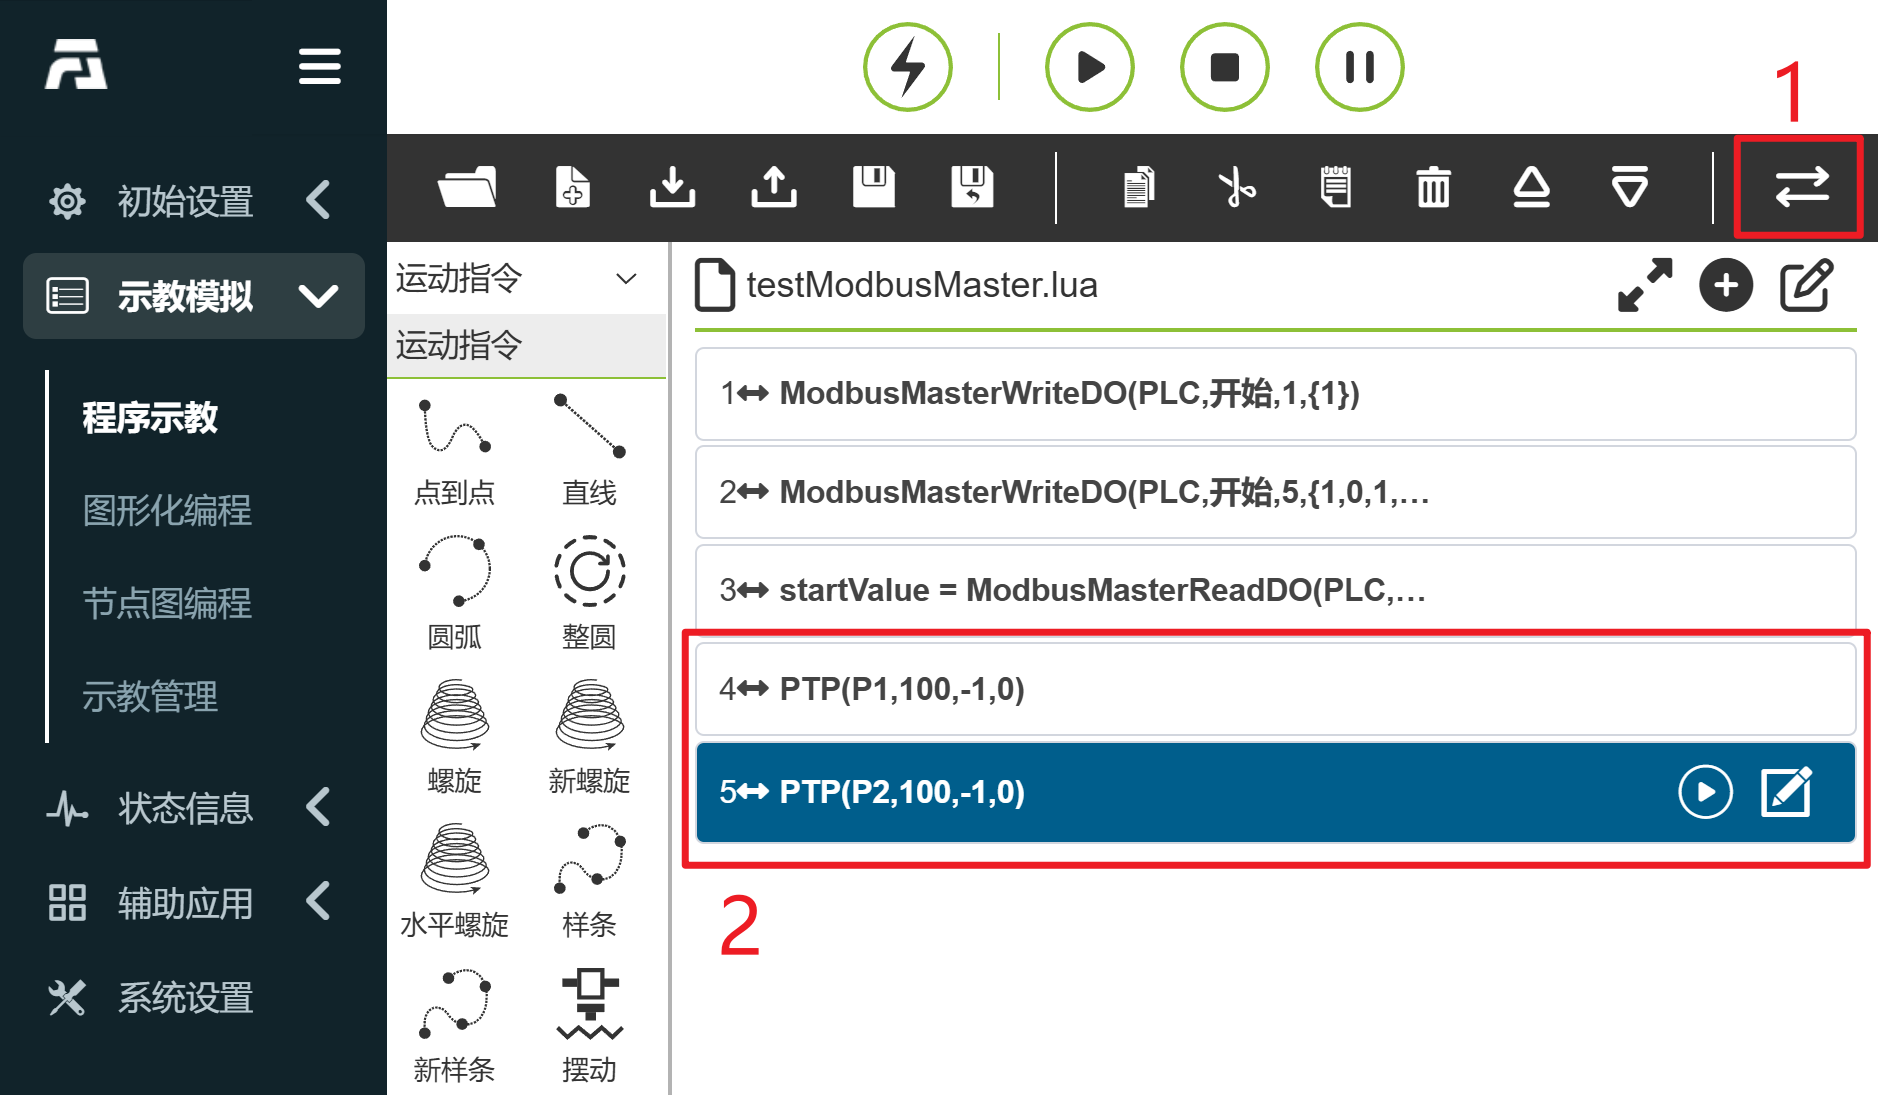 1
初始设置
示教模拟
程序示教
图形化编程
节点图编程
示教管理
状态信息
辅助应用
系统设置
运动指令
运动指令
点到点
直线
圆弧
整圆
螺旋
新螺旋
水平螺旋
样条
新样条
摆动
testModbusMaster.lua
1 ModbusMasterWriteDO(PLC,开始,1,{1})
2 ModbusMasterWriteDO(PLC,开始,5,{1,0,1,...
3 startValue = ModbusMasterReadDO(PLC,...
4 PTP(P1,100,-1,0)
5 PTP(P2,100,-1,0)
2